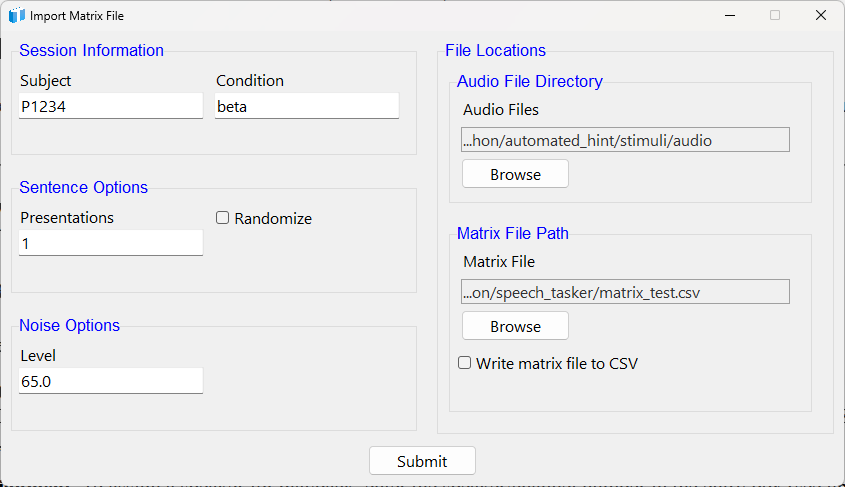 Import Matrix File
Session Information
Subject
Condition
P1234
beta
Sentence Options
Presentations
Randomize
1
Noise Options
Level
65.0
File Locations
Audio File Directory
Audio Files
...hon/automated_hint/stimuli/audio
Browse
Matrix File Path
Matrix File
...on/speech_tasker/matrix_test.csv
Browse
Write matrix file to CSV
Submit